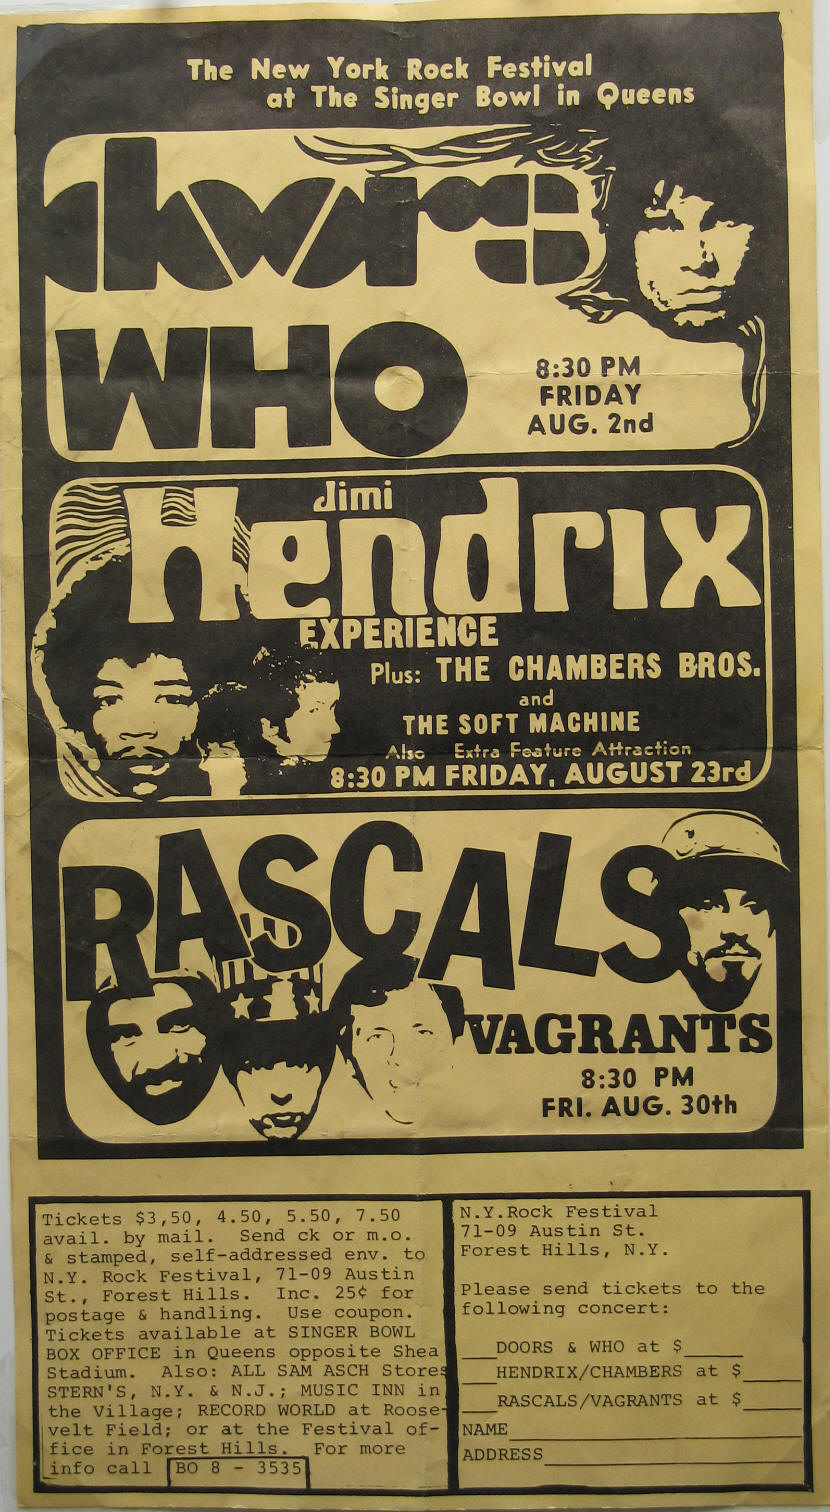 The New York Rock Festival
at The Singer Bowl in Queens
doors
WHO
8:30 PM
FRIDAY
AUG. 2nd
Jimi
Hendrix
EXPERIENCE
Plus: THE CHAMBERS BROS.
and
THE SOFT MACHINE
Also Extra Feature Attraction
8:30 PM FRIDAY, AUGUST 23rd
RASCALS
VAGRANTS
8:30 PM
FRI. AUG. 30th
Tickets $3,50, 4.50, 5.50, 7.50
avail. by mail. Send ck or m.o.
& stamped, self-addressed env. to
N.Y. Rock Festival, 71-09 Austin
St., Forest Hills. Inc. 25¢ for
postage & handling. Use coupon.
Tickets available at SINGER BOWL
BOX OFFICE in Queens opposite Shea
Stadium. Also: ALL SAM ASCH Stores
STERN'S, N.Y. & N.J.; MUSIC INN in
the Village; RECORD WORLD at Roose-
velt Field; or at the Festival of-
fice in Forest Hills. For more
info call BO 8 - 3535
N.Y.Rock Festival
71-09 Austin St.
Forest Hills, N.Y.
Please send tickets to the
following concert:
___DOORS & WHO at $_____
___HENDRIX/CHAMBERS at $_____
___RASCALS/VAGRANTS at $_____
NAME
ADDRESS